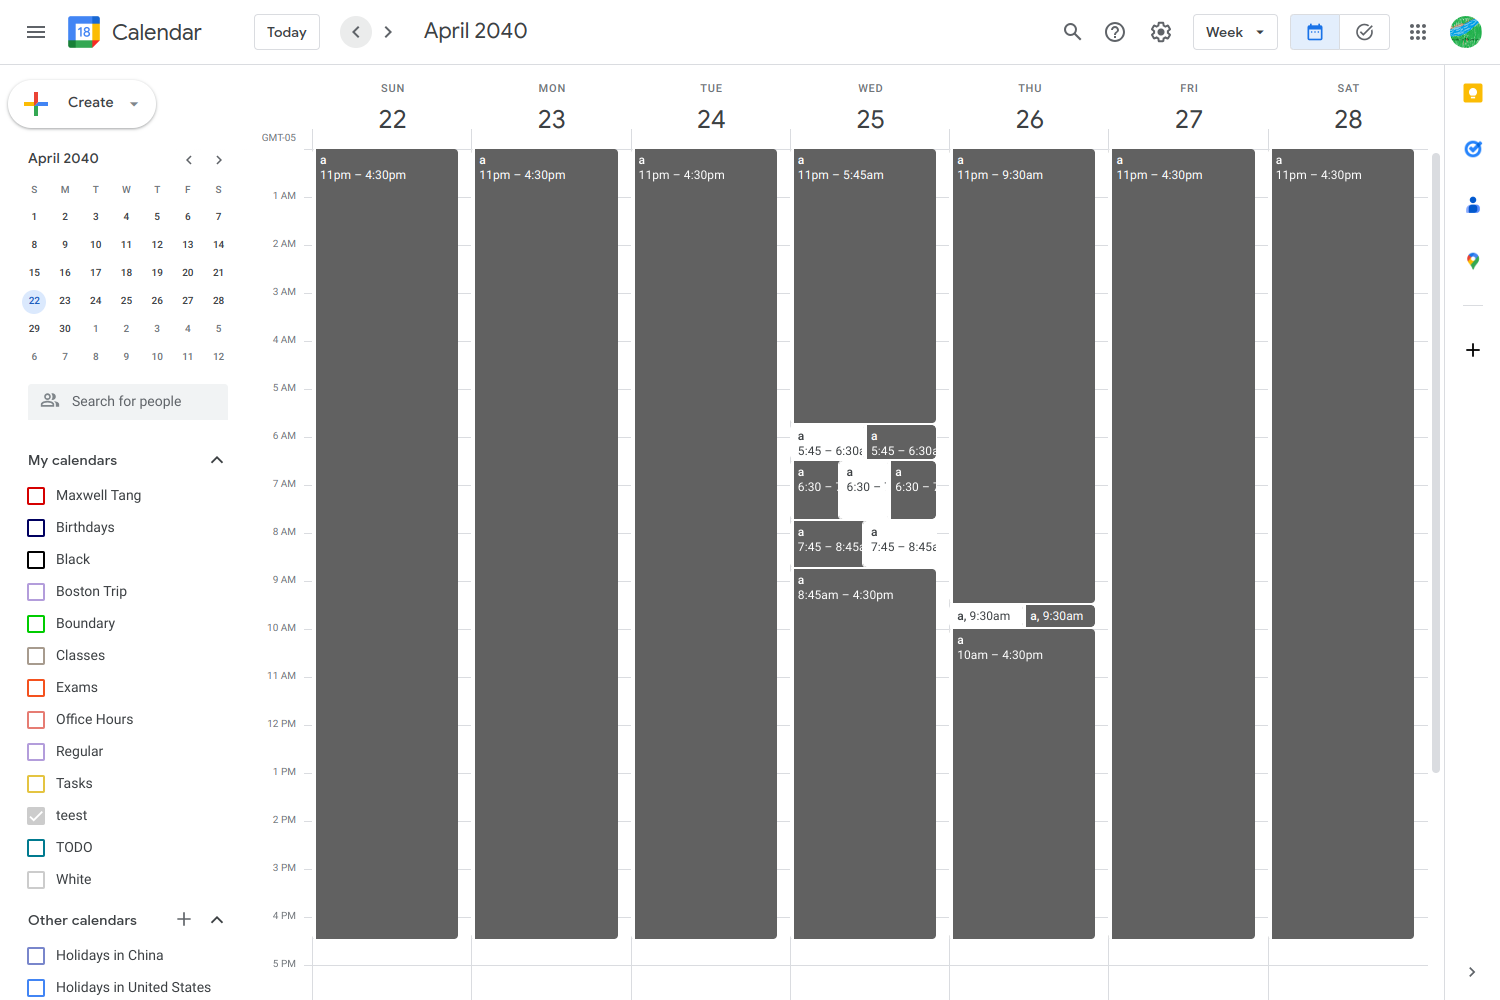 18 Calendar Today April 2040 Week
Create
April 2040
S M T W T F S
1 2 3 4 5 6 7
8 9 10 11 12 13 14
15 16 17 18 19 20 21
22 23 24 25 26 27 28
29 30 1 2 3 4 5
6 7 8 9 10 11 12
Search for people
My calendars
Maxwell Tang
Birthdays
Black
Boston Trip
Boundary
Classes
Exams
Office Hours
Regular
Tasks
teest
TODO
White
Other calendars
Holidays in China
Holidays in United States
SUN MON TUE WED THU FRI SAT
22 23 24 25 26 27 28
GMT-05
1 AM
2 AM
3 AM
4 AM
5 AM
6 AM
7 AM
8 AM
9 AM
10 AM
11 AM
12 PM
1 PM
2 PM
3 PM
4 PM
5 PM
a
11pm – 4:30pm
a
11pm – 4:30pm
a
11pm – 4:30pm
a
11pm – 5:45am
a
5:45 – 6:30a
a
5:45 – 6:30a
a
6:30 –
a
6:30 –
a
6:30 –
a
7:45 – 8:45a
a
7:45 – 8:45a
a
8:45am – 4:30pm
a
11pm – 9:30am
a, 9:30am
a, 9:30am
a
10am – 4:30pm
a
11pm – 4:30pm
a
11pm – 4:30pm